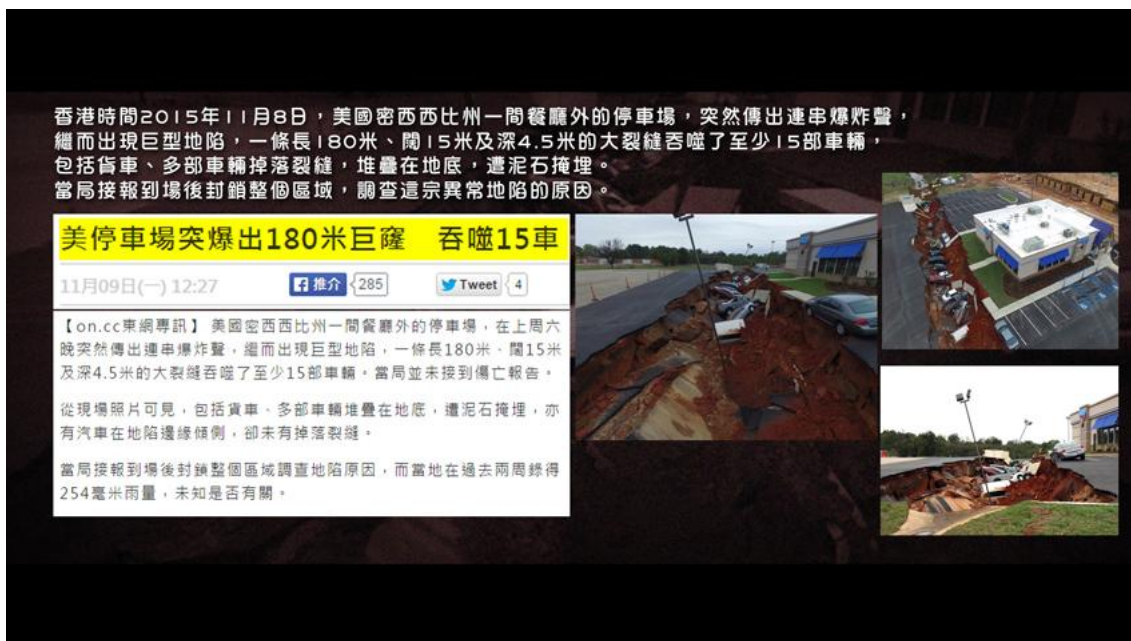 香港時間2015年11月8日，美國密西西比州一間餐廳外的停車場，突然傳出連串爆炸聲，
繼而出現巨型地陷，一條長180米、闊15米及深4.5米的大裂縫吞噬了至少15部車輛，
包括貨車、多部車輛掉落裂縫，堆疊在地底，遭泥石掩埋。
當局接報到場後封鎖整個區域，調查這宗異常地陷的原因。
美停車場突爆出180米巨窿　吞噬15車
11月09日(一) 12:27
推介 285
Tweet 4
【on.cc東網專訊】 美國密西西比州一間餐廳外的停車場，在上周六
晚突然傳出連串爆炸聲，繼而出現巨型地陷，一條長180米、闊15米
及深4.5米的大裂縫吞噬了至少15部車輛。當局並未接到傷亡報告。
從現場照片可見，包括貨車、多部車輛堆疊在地底，遭泥石掩埋，亦
有汽車在地陷邊緣傾側，卻未有掉落裂縫。
當局接報到場後封鎖整個區域調查地陷原因，而當地在過去兩周錄得
254毫米雨量，未知是否有關。